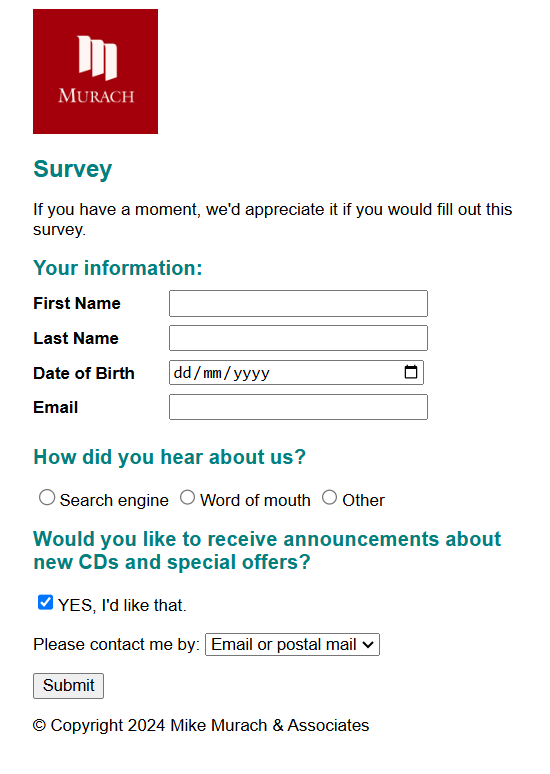 MURACH
Survey
If you have a moment, we'd appreciate it if you would fill out this
survey.
Your information:
First Name
Last Name
Date of Birth dd/mm/yyyy
Email
How did you hear about us?
Search engine Word of mouth Other
Would you like to receive announcements about
new CDs and special offers?
YES, I'd like that.
Please contact me by: Email or postal mail
Submit
© Copyright 2024 Mike Murach & Associates